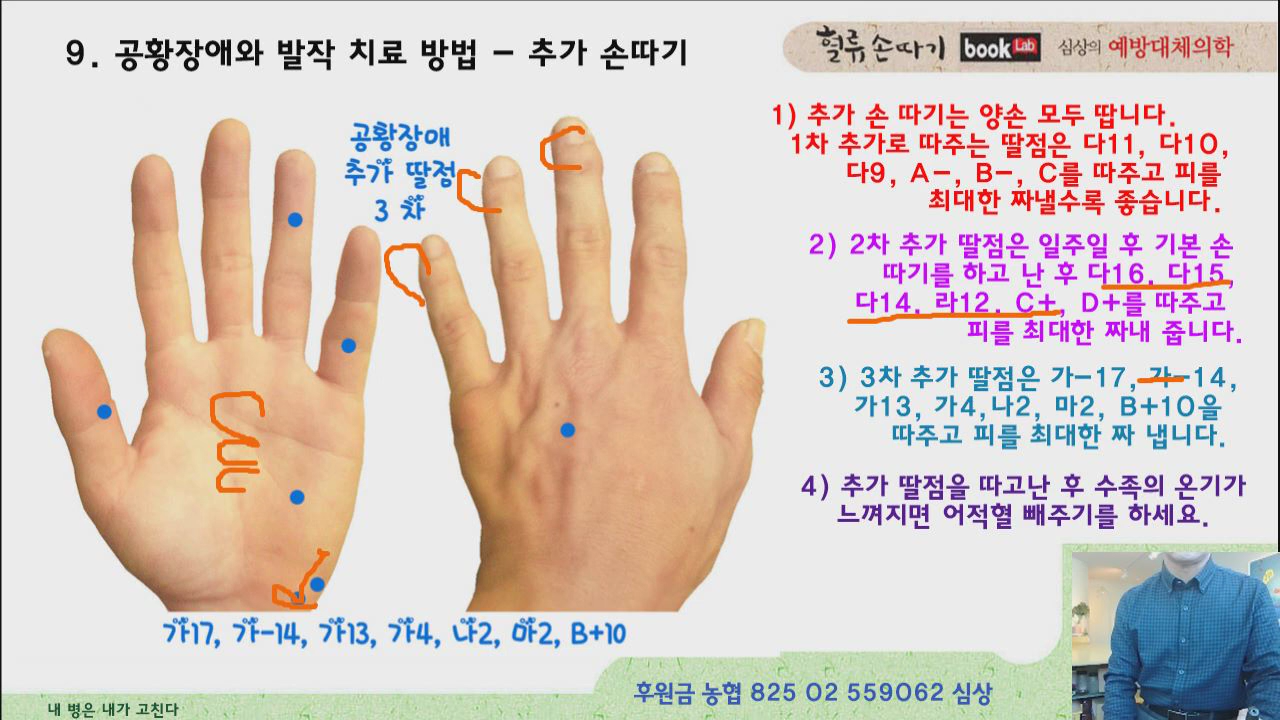 9. 공황장애와 발작 치료 방법 - 추가 손따기
혈류손따기 book Lab 심상의 예방대체의학
공황장애
추가 딸점
3 차
가17, 가-14, 가13, 가4, 나2, 마2, B+10
1) 추가 손 따기는 양손 모두 땁니다.
1차 추가로 따주는 딸점은 다11, 다10,
다9, A-, B-, C를 따주고 피를
최대한 짜낼수록 좋습니다.
2) 2차 추가 딸점은 일주일 후 기본 손
따기를 하고 난 후 다16, 다15,
다14, 라12, C+, D+를 따주고
피를 최대한 짜내 줍니다.
3) 3차 추가 딸점은 가-17, 가-14,
가13, 가4,나2, 마2, B+10을
따주고 피를 최대한 짜 냅니다.
4) 추가 딸점을 따고난 후 수족의 온기가
느껴지면 어적혈 빼주기를 하세요.
후원금 농협 825 02 559062 심상
내 병은 내가 고친다